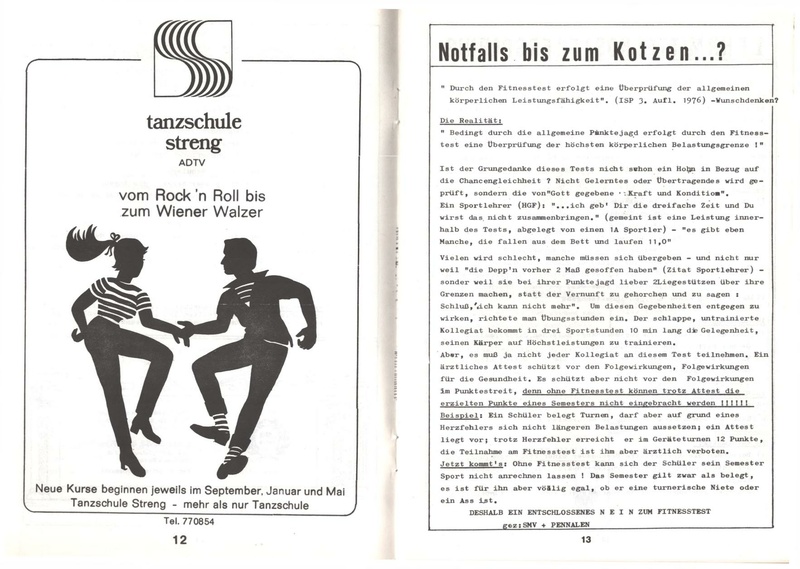 tanzschule
streng
ADTV
vom Rock'n Roll bis
zum Wiener Walzer
Neue Kurse beginnen jeweils im September, Januar und Mai
Tanzschule Streng - mehr als nur Tanzschule
Tel. 770854
12
Notfalls bis zum Kotzen...?
" Durch den Fitnesstest erfolgt eine Überprüfung der allgemeinen
körperlichen Leistungsfähigkeit". (ISP 3. Aufl. 1976) -Wunschdenken?
Die Realität:
" Bedingt durch die allgemeine Punktejagd erfolgt durch den Fitness-
test eine Überprüfung der höchsten körperlichen Belastungsgrenze !"
Ist der Grungedanke dieses Tests nicht schon ein Hohn in Bezug auf
die Chancengleichheit ? Nicht Gelerntes oder Übertragendes wird ge-
prüft, sondern die von"Gott gegebene Kraft und Kondition".
Ein Sportlehrer (HGF): "...ich geb' Dir die dreifache Zeit und Du
wirst das nicht zusammenbringen." (gemeint ist eine Leistung inner-
halb des Tests, abgelegt von einen 1A Sportler) - "es gibt eben
Manche, die fallen aus dem Bett und laufen 11,0"
Vielen wird schlecht, manche müssen sich übergeben - und nicht nur
weil "die Depp'n vorher 2 Maß gesoffen haben" (Zitat Sportlehrer) -
sonder weil sie bei ihrer Punktejagd lieber 2Liegestützen über ihre
Grenzen machen, statt der Vernunft zu gehorchen und zu sagen :
Schluß,"ich kann nicht mehr". Um diesen Gegebenheiten entgegen zu
wirken, richtete man Übungsstunden ein. Der schlappe, untrainierte
Kollegiat bekommt in drei Sportstunden 10 min lang die Gelegenheit,
seinen Körper auf Höchstleistungen zu trainieren.
Aber, es muß ja nicht jeder Kollegiat an diesem Test teilnehmen. Ein
ärztliches Attest schützt vor den Folgewirkungen, Folgewirkungen
für die Gesundheit. Es schützt aber nicht vor den Folgewirkungen
im Punktestreit, denn ohne Fitnesstest können trotz Attest die
erzielten Punkte eines Semesters nicht eingebracht werden !!!!!!
Beispiel: Ein Schüler belegt Turnen, darf aber auf grund eines
Herzfehlers sich nicht längeren Belastungen aussetzen; ein Attest
liegt vor; trotz Herzfehler erreicht er im Geräteturnen 12 Punkte,
die Teilnahme am Fitnesstest ist ihm aber ärztlich verboten.
Jetzt kommt's: Ohne Fitnesstest kann sich der Schüler sein Semester
Sport nicht anrechnen lassen ! Das Semester gilt zwar als belegt,
es ist für ihn aber völlig egal, ob er eine turnerische Niete oder
ein Ass ist.
DESHALB EIN ENTSCHLOSSENES N E I N ZUM FITNESSTEST
gez:SMV + PENNALEN
13